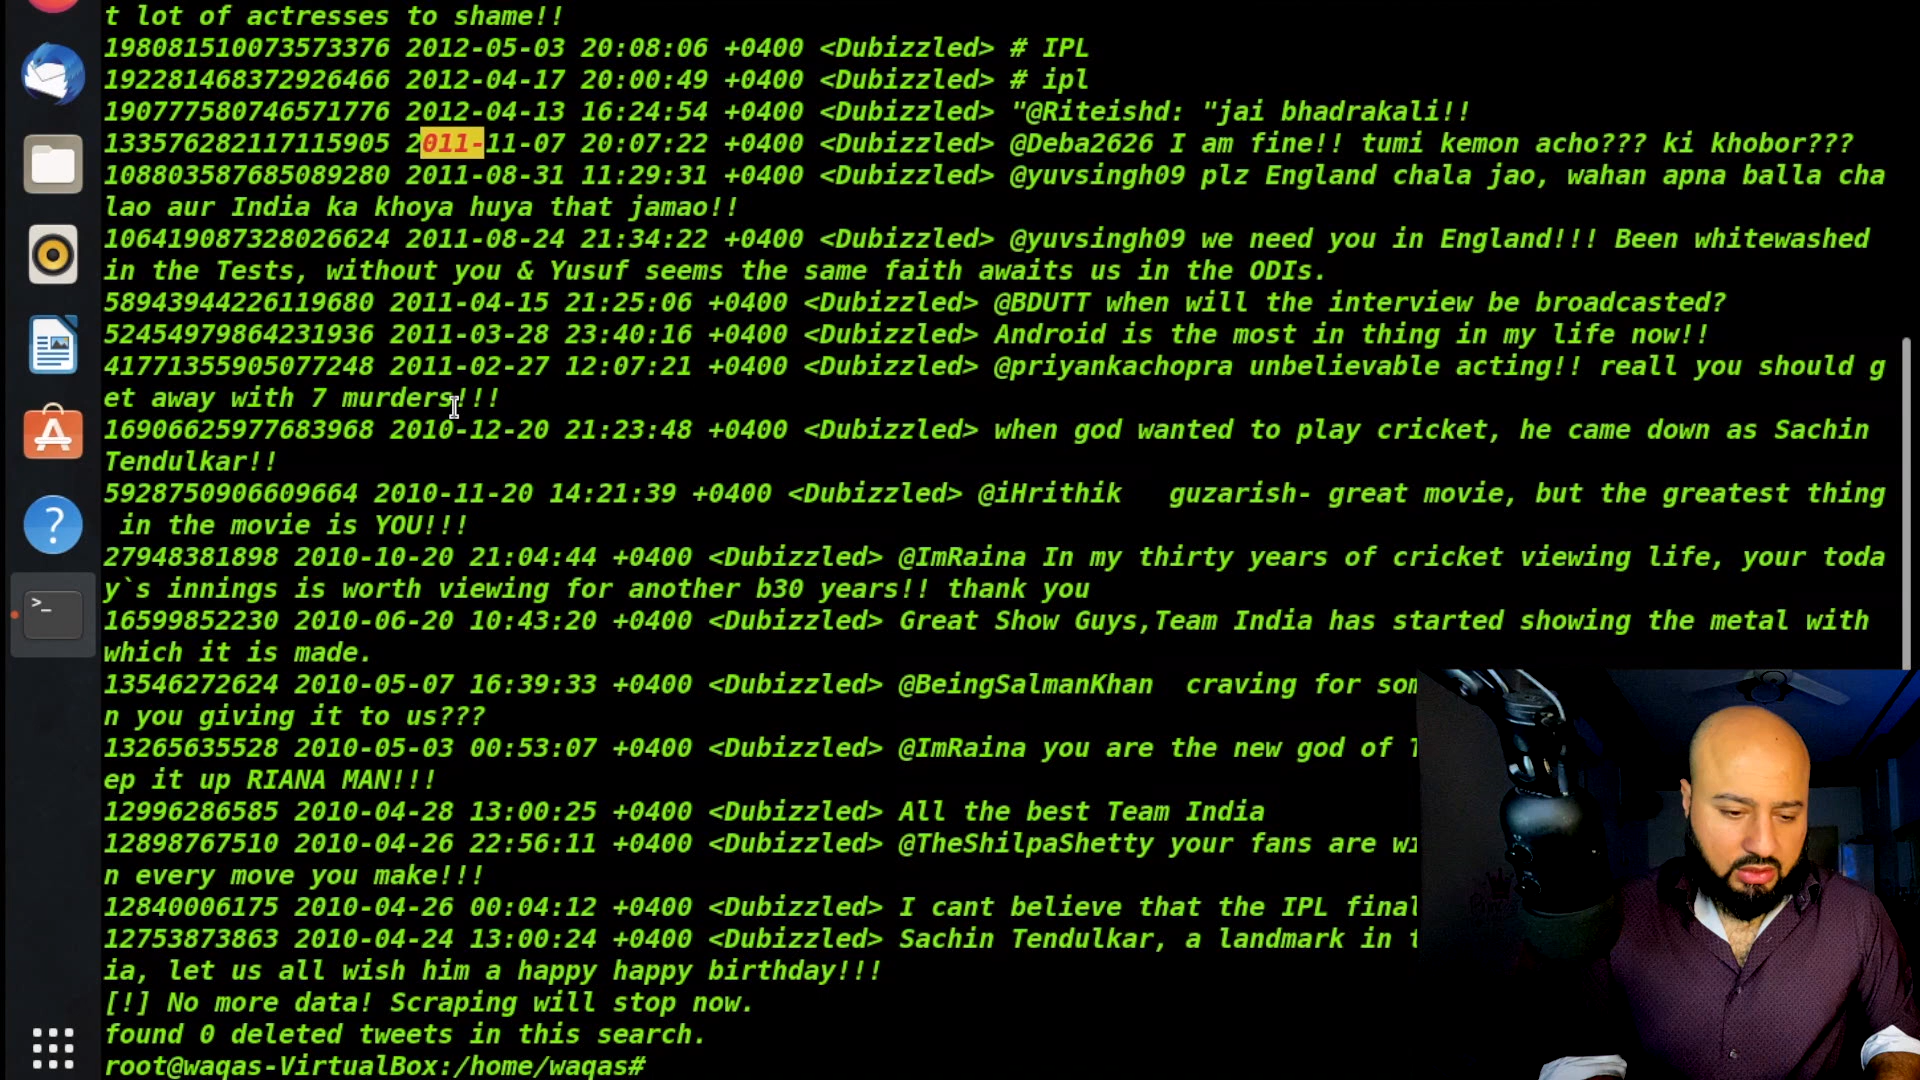 t lot of actresses to shame!!
198081510073573376 2012-05-03 20:08:06 +0400 <Dubizzled> # IPL
192281468372926466 2012-04-17 20:00:49 +0400 <Dubizzled> # ipl
190777580746571776 2012-04-13 16:24:54 +0400 <Dubizzled> "@Riteishd: "jai bhadrakali!!
133576282117115905 2011-11-07 20:07:22 +0400 <Dubizzled> @Deba2626 I am fine!! tumi kemon acho??? ki khobor???
108803587685089280 2011-08-31 11:29:31 +0400 <Dubizzled> @yuvsingh09 plz England chala jao, wahan apna balla cha
lao aur India ka khoya huya that jamao!!
106419087328026624 2011-08-24 21:34:22 +0400 <Dubizzled> @yuvsingh09 we need you in England!!! Been whitewashed
in the Tests, without you & Yusuf seems the same faith awaits us in the ODIs.
58943944226119680 2011-04-15 21:25:06 +0400 <Dubizzled> @BDUTT when will the interview be broadcasted?
52454979864231936 2011-03-28 23:40:16 +0400 <Dubizzled> Android is the most in thing in my life now!!
41771355905077248 2011-02-27 12:07:21 +0400 <Dubizzled> @priyankachopra unbelievable acting!! reall you should g
et away with 7 murders!!!
16906625977683968 2010-12-20 21:23:48 +0400 <Dubizzled> when god wanted to play cricket, he came down as Sachin
Tendulkar!!
5928750906609664 2010-11-20 14:21:39 +0400 <Dubizzled> @iHrithik   guzarish- great movie, but the greatest thing
 in the movie is YOU!!!
27948381898 2010-10-20 21:04:44 +0400 <Dubizzled> @ImRaina In my thirty years of cricket viewing life, your toda
y`s innings is worth viewing for another b30 years!! thank you
16599852230 2010-06-20 10:43:20 +0400 <Dubizzled> Great Show Guys,Team India has started showing the metal with
which it is made.
13546272624 2010-05-07 16:39:33 +0400 <Dubizzled> @BeingSalmanKhan  craving for
n you giving it to us???
13265635528 2010-05-03 00:53:07 +0400 <Dubizzled> @ImRaina you are the new god of
ep it up RIANA MAN!!!
12996286585 2010-04-28 13:00:25 +0400 <Dubizzled> All the best Team India
12898767510 2010-04-26 22:56:11 +0400 <Dubizzled> @TheShilpaShetty your fans are
n every move you make!!!
12840006175 2010-04-26 00:04:12 +0400 <Dubizzled> I cant believe that the IPL final
12753873863 2010-04-24 13:00:24 +0400 <Dubizzled> Sachin Tendulkar, a landmark in
ia, let us all wish him a happy happy birthday!!!
[!] No more data! Scraping will stop now.
found 0 deleted tweets in this search.
root@waqas-VirtualBox:/home/waqas#